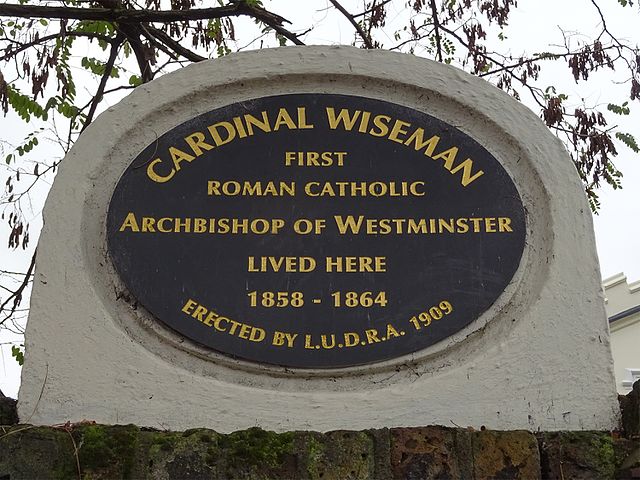 CARDINAL WISEMAN
FIRST
ROMAN CATHOLIC
ARCHBISHOP OF WESTMINSTER
LIVED HERE
1858 - 1864
ERECTED BY L.U.D.R.A. 1909